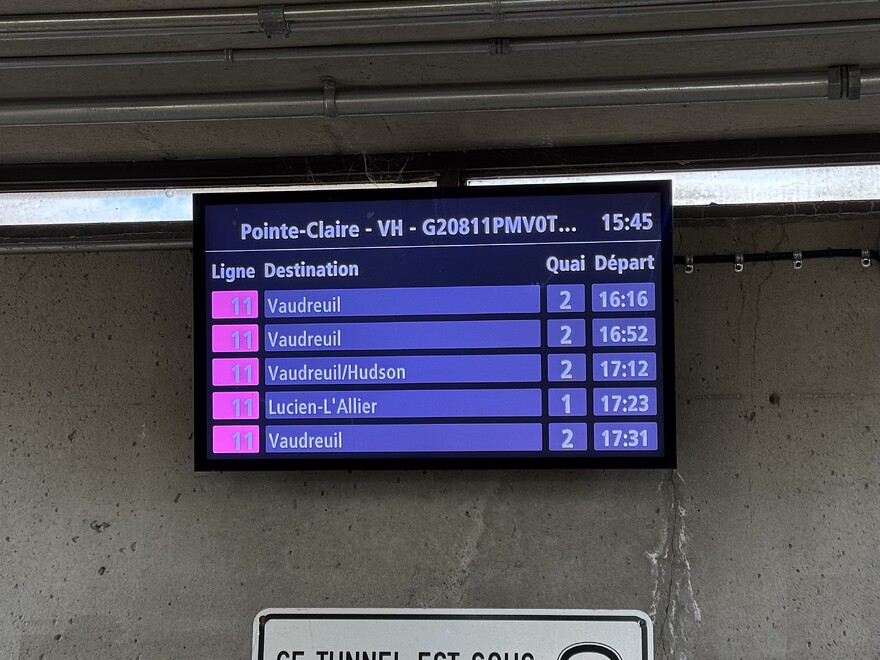 Pointe-Claire - VH - G20811PMV0T... 15:45
Ligne Destination Quai Départ
11 Vaudreuil 2 16:16
11 Vaudreuil 2 16:52
11 Vaudreuil/Hudson 2 17:12
11 Lucien-L'Allier 1 17:23
11 Vaudreuil 2 17:31
CE TUNNEL EST SOUS